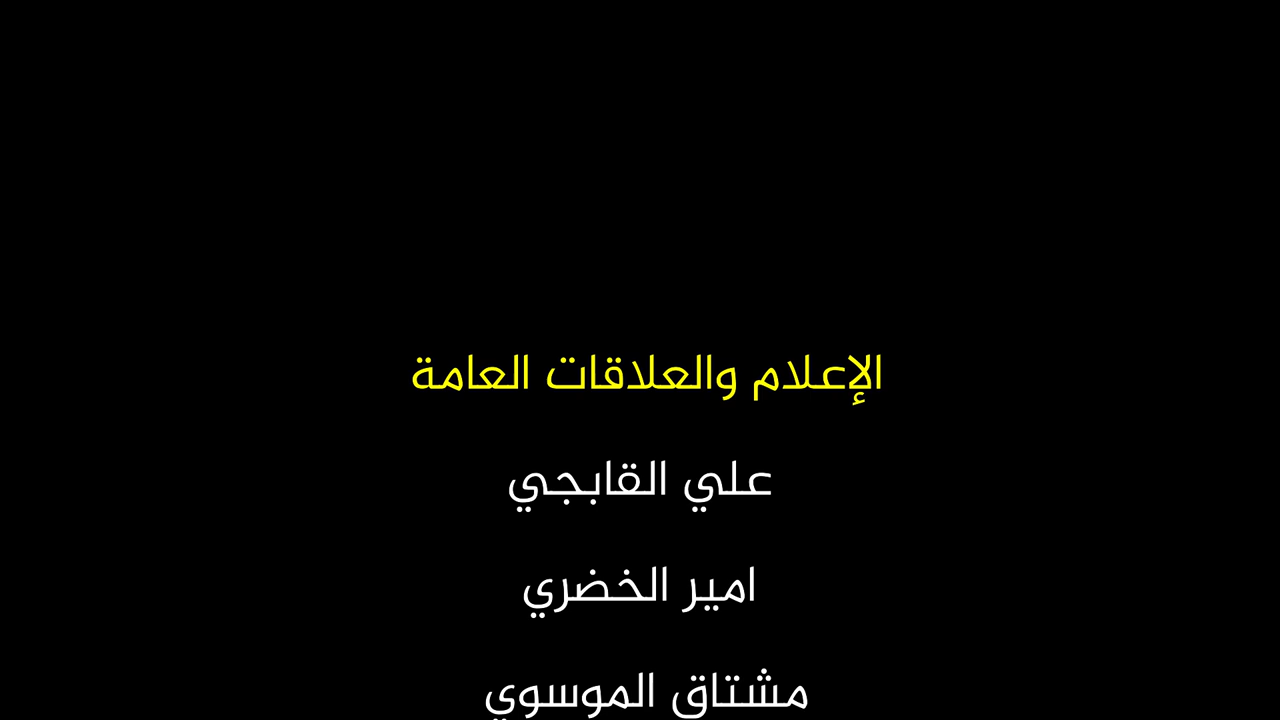 الإعلام والعلاقات العامة
علي القابجي
امير الخضري
مشتاق الموسوي